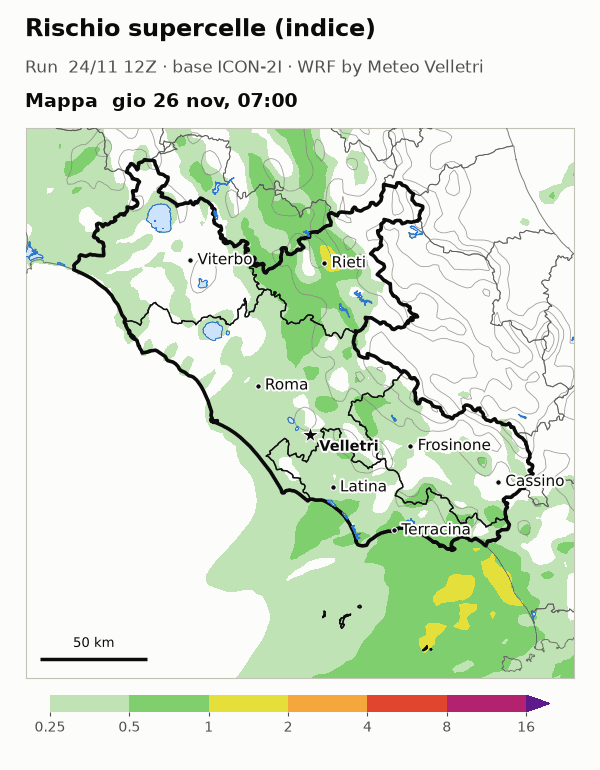 Rischio supercelle (indice)
Run  24/11 12Z · base ICON-2I · WRF by Meteo Velletri
Mappa  gio 26 nov, 07:00
Viterbo
Rieti
Roma
Velletri
Frosinone
Latina
Cassino
Terracina
50 km
0.25 0.5 1 2 4 8 16